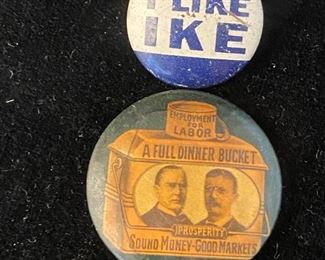 I LIKE
IKE
EMPLOYMENT
FOR
LABOR
A FULL DINNER BUCKET
PROSPERITY
SOUND MONEY-GOOD MARKETS